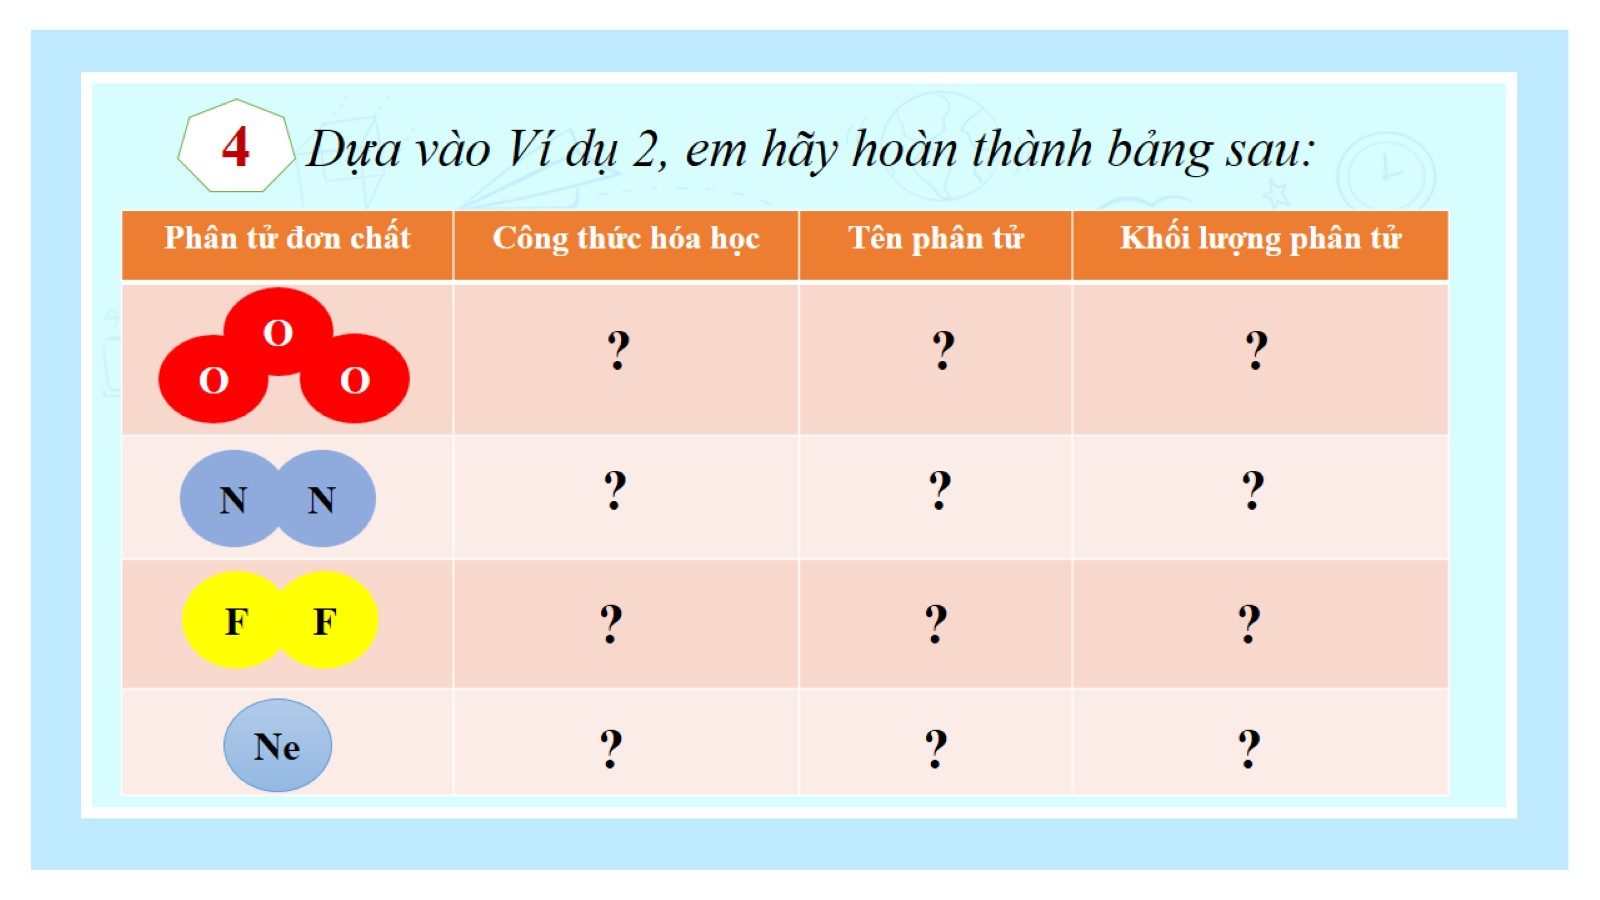 4 Dựa vào Ví dụ 2, em hãy hoàn thành bảng sau:
Phân tử đơn chất Công thức hóa học Tên phân tử Khối lượng phân tử
O
O O ? ? ?
N N ? ? ?
F F ? ? ?
Ne ? ? ?